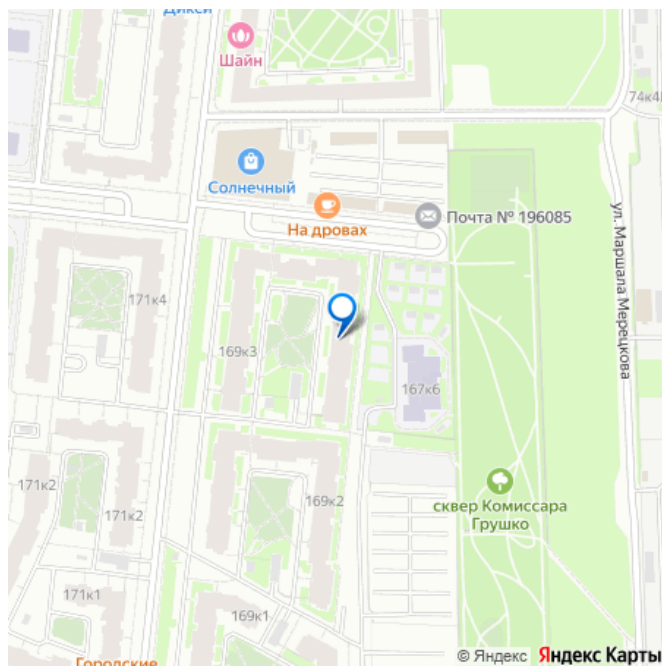 Дикси
Шайн
74к4
Солнечный
На дровах
Почта № 196085
ул. Маршала Мерецкова
171к4
169к3
167к6
171к2
171к2
169к2
сквер Комиссара
Грушко
171к1
169к1
Городские
© Яндекс Яндекс Карты